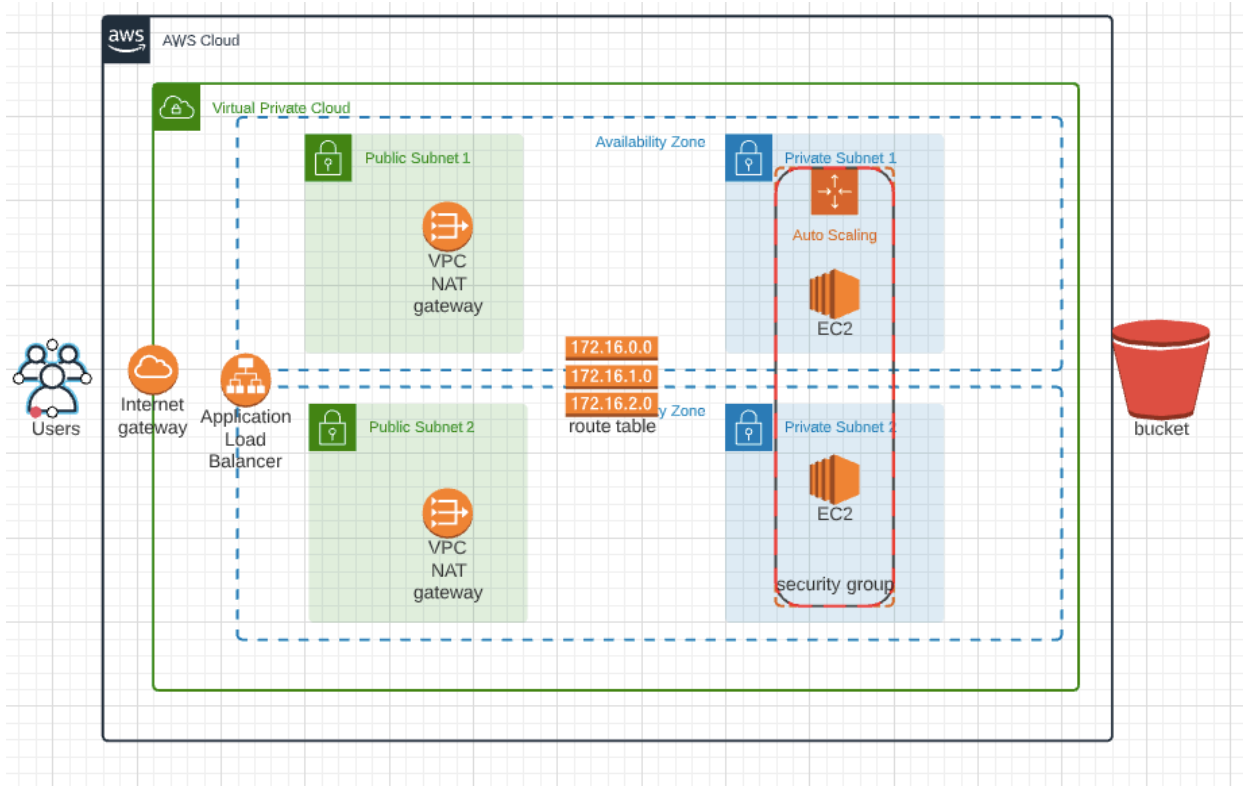 aws
AWS Cloud
Virtual Private Cloud
Public Subnet 1
Availability Zone
Private Subnet 1
VPC
NAT
gateway
Auto Scaling
EC2
Users
Internet
gateway
Application
Load
Balancer
172.16.0.0
172.16.1.0
172.16.2.0
route table
y Zone
Public Subnet 2
Private Subnet 2
VPC
NAT
gateway
EC2
security group
bucket